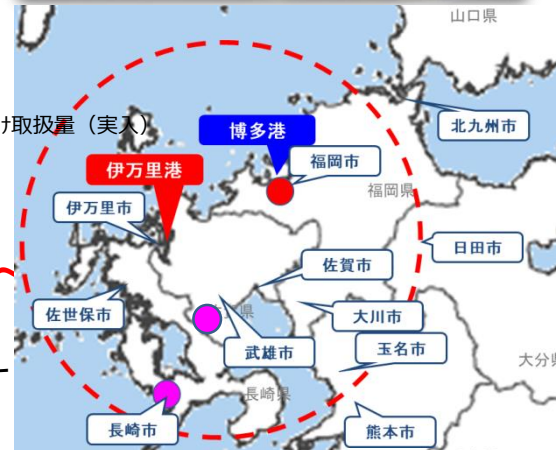 山口県
け取扱量（実入）
博多港
北九州市
福岡市
伊万里港
福岡県
伊万里市
佐賀市
日田市
佐世保市
県
大川市
武雄市
玉名市
大分県
長崎県
長崎市
熊本市